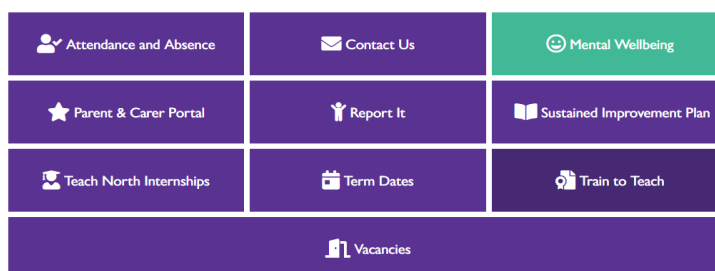 Attendance and Absence
Contact Us
Mental Wellbeing
Parent & Carer Portal
Report It
Sustained Improvement Plan
Teach North Internships
Term Dates
Train to Teach
Vacancies